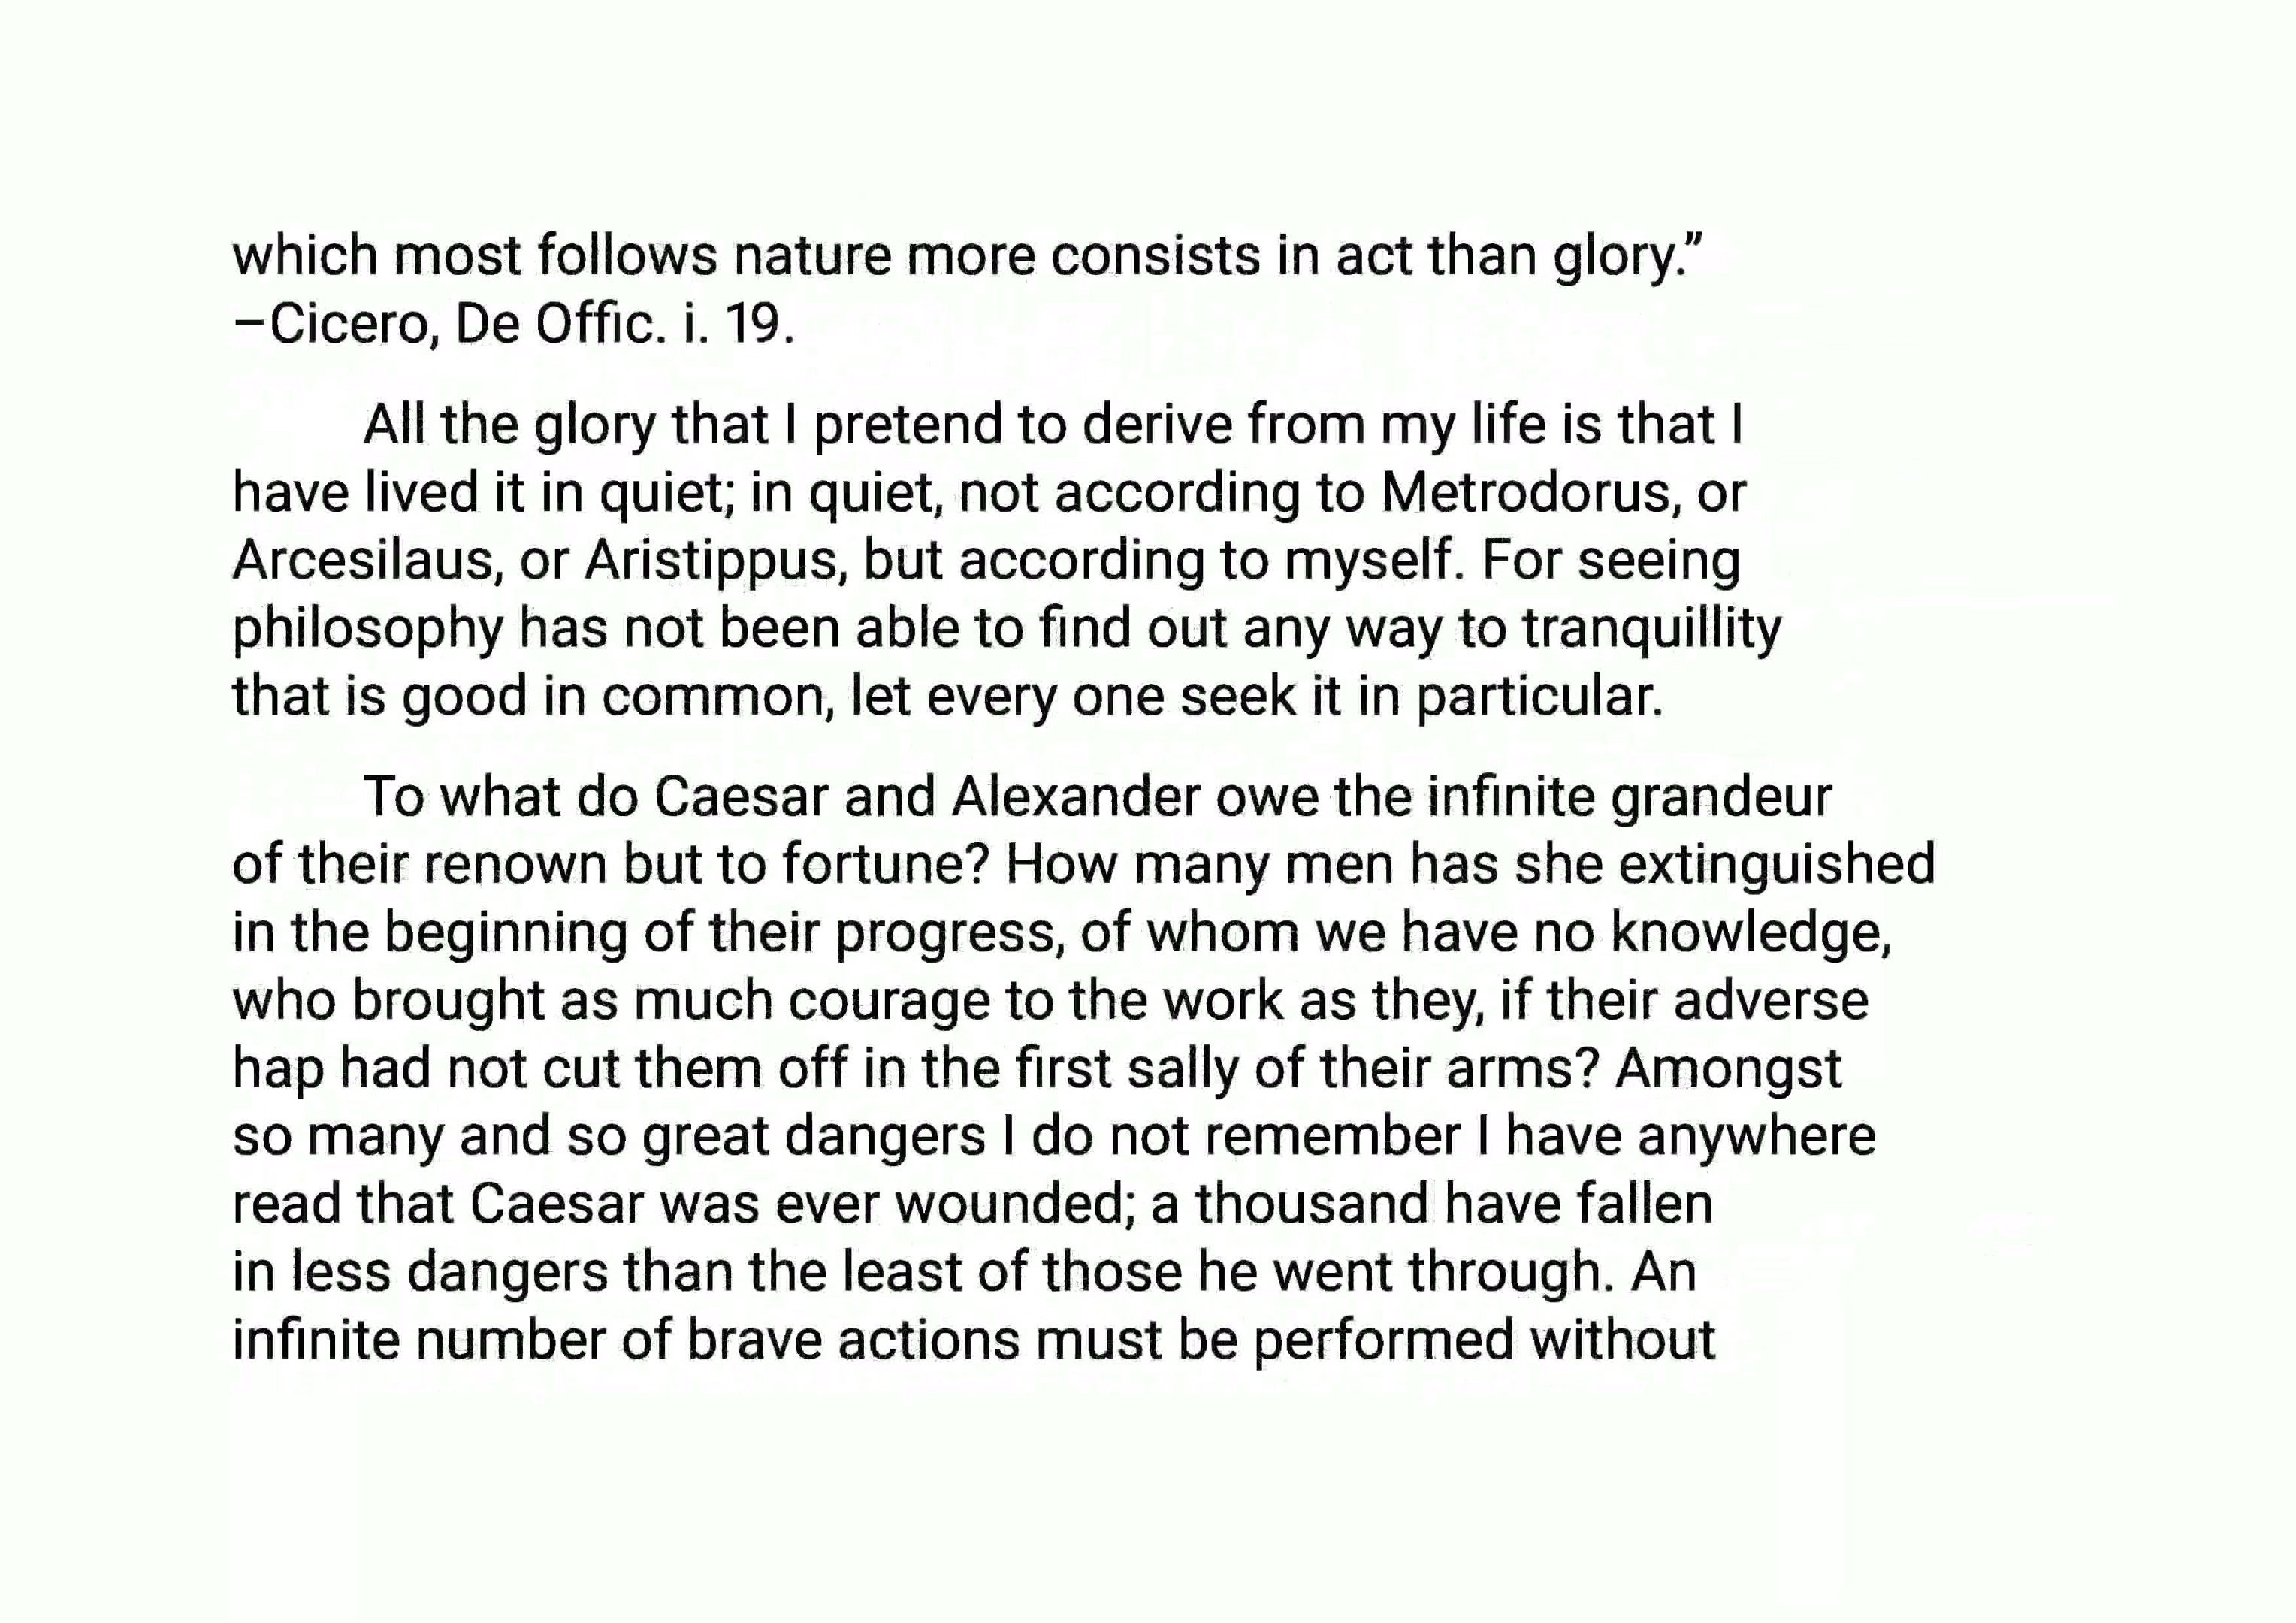 which most follows nature more consists in act than glory.”
–Cicero, De Offic. i. 19.
All the glory that I pretend to derive from my life is that I
have lived it in quiet; in quiet, not according to Metrodorus, or
Arcesilaus, or Aristippus, but according to myself. For seeing
philosophy has not been able to find out any way to tranquillity
that is good in common, let every one seek it in particular.
To what do Caesar and Alexander owe the infinite grandeur
of their renown but to fortune? How many men has she extinguished
in the beginning of their progress, of whom we have no knowledge,
who brought as much courage to the work as they, if their adverse
hap had not cut them off in the first sally of their arms? Amongst
so many and so great dangers I do not remember I have anywhere
read that Caesar was ever wounded; a thousand have fallen
in less dangers than the least of those he went through. An
infinite number of brave actions must be performed without